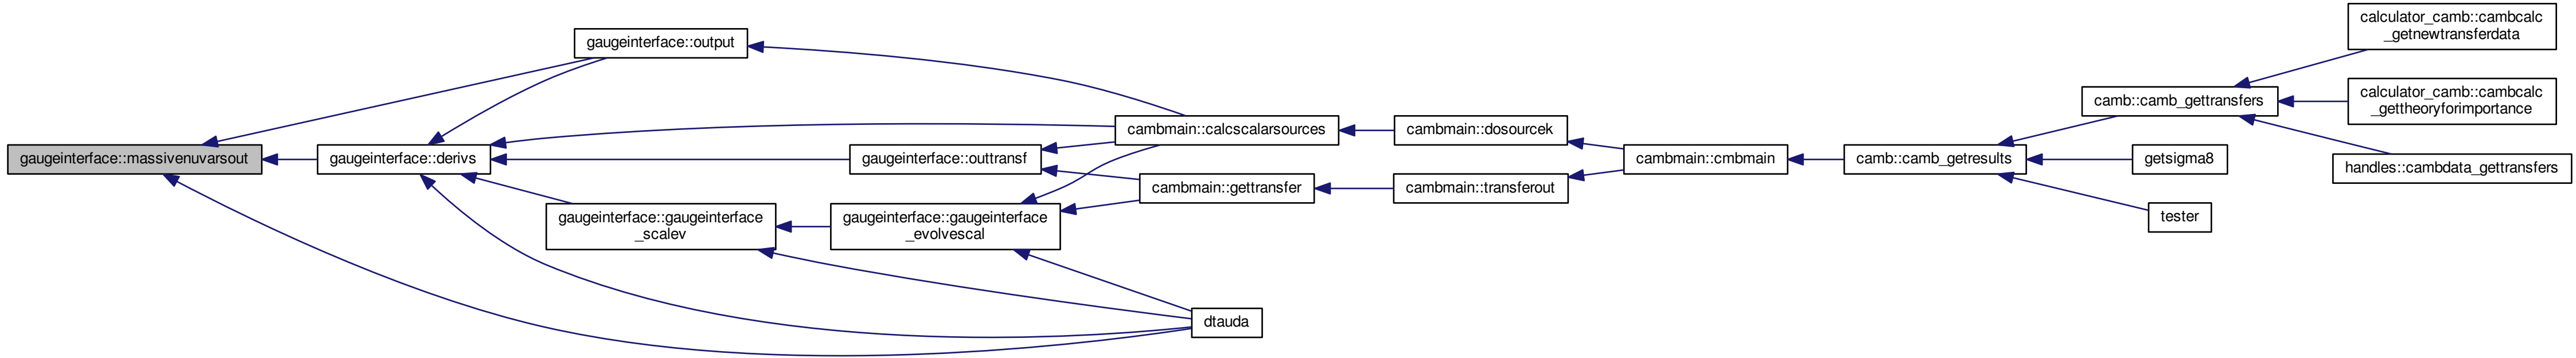 gaugeinterface::massivenuvarsout
gaugeinterface::output
gaugeinterface::derivs
gaugeinterface::gaugeinterface
_scalev
gaugeinterface::outtransf
gaugeinterface::gaugeinterface
_evolvescal
cambmain::calcscalarsources
cambmain::gettransfer
dtauda
cambmain::dosourcek
cambmain::transferout
cambmain::cmbmain
camb::camb_getresults
camb::camb_gettransfers
getsigma8
tester
calculator_camb::cambcalc
_getnewtransferdata
calculator_camb::cambcalc
_gettheoryforimportance
handles::cambdata_gettransfers